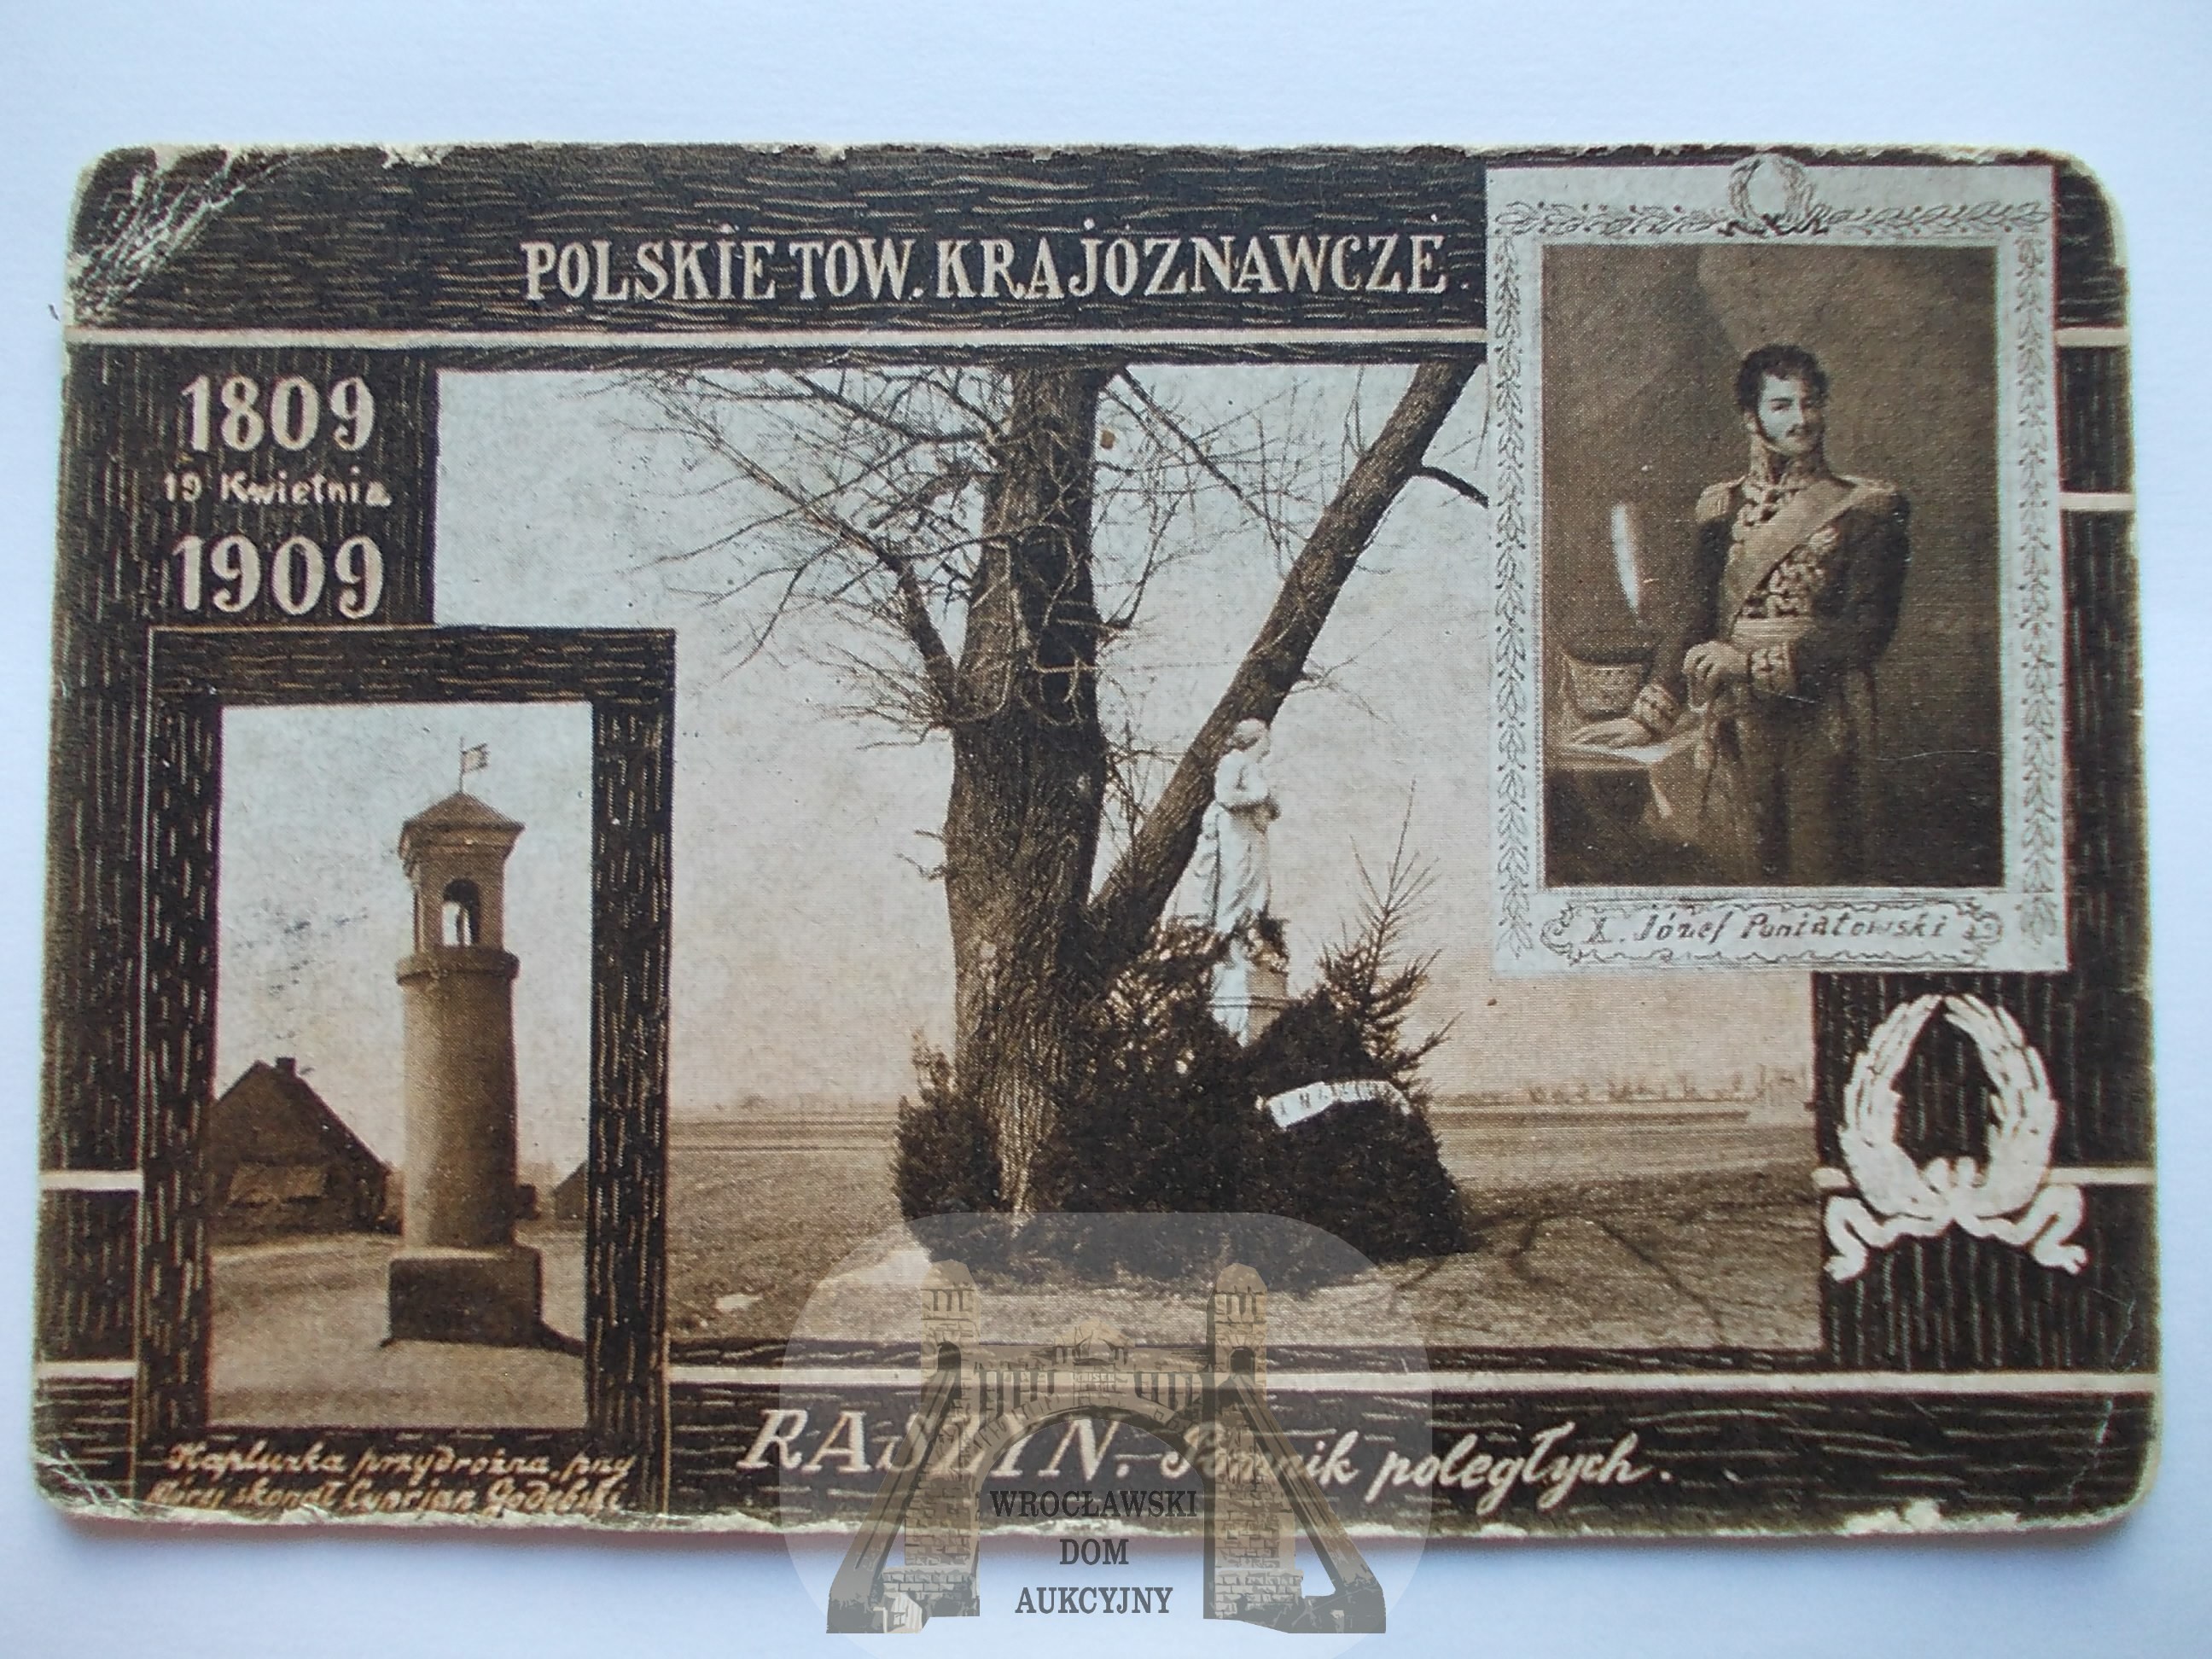 POLSKIE TOW. KRAJOZNAWCZE.
1809
19 Kwietnia
1909
X. Józef Poniatowski
Kapliczka przydrożna, przy
której skonał Cyprian Godebski.
RASZYN. Pomnik poległych.
WROCŁAWSKI
DOM
AUKCYJNY